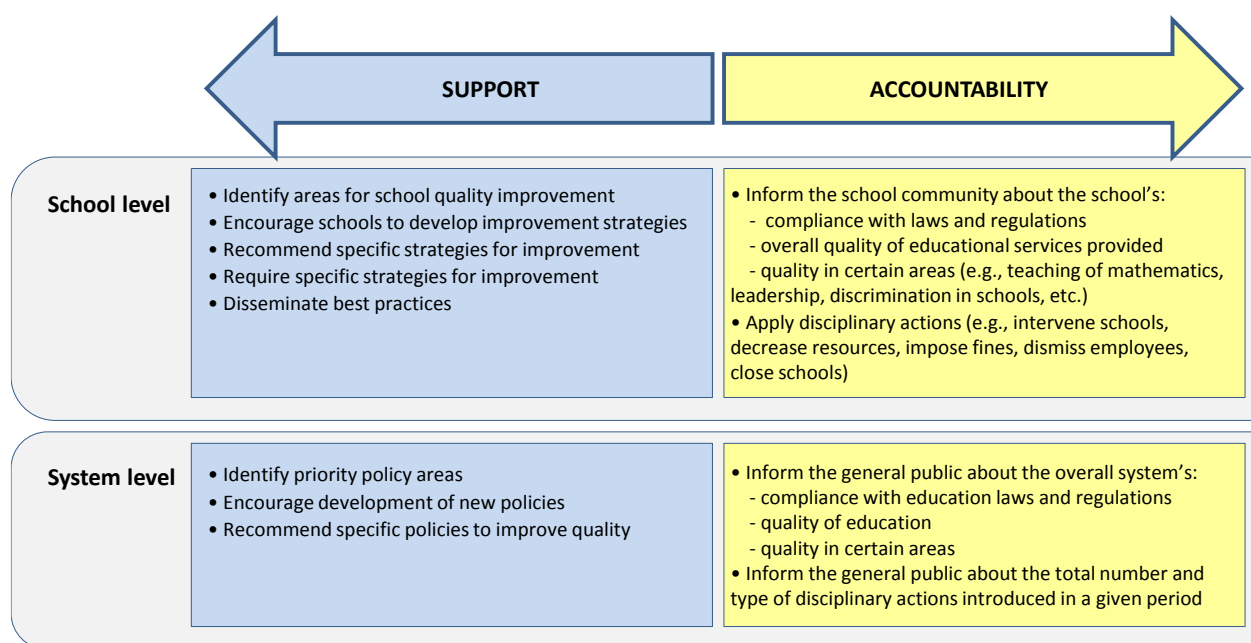 SUPPORT
ACCOUNTABILITY
School level
• Identify areas for school quality improvement
• Encourage schools to develop improvement strategies
• Recommend specific strategies for improvement
• Require specific strategies for improvement
• Disseminate best practices
• Inform the school community about the school's:
- compliance with laws and regulations
- overall quality of educational services provided
- quality in certain areas (e.g., teaching of mathematics,
leadership, discrimination in schools, etc.)
• Apply disciplinary actions (e.g., intervene schools,
decrease resources, impose fines, dismiss employees,
close schools)
System level
• Identify priority policy areas
• Encourage development of new policies
• Recommend specific policies to improve quality
• Inform the general public about the overall system's:
- compliance with education laws and regulations
- quality of education
- quality in certain areas
• Inform the general public about the total number and
type of disciplinary actions introduced in a given period